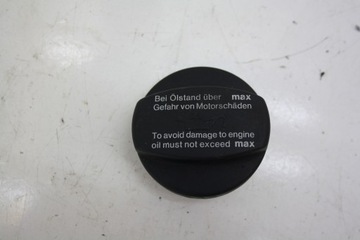 Bei Ölstand über max
Gefahr von Motorschäden
To avoid damage to engine
oil must not exceed max